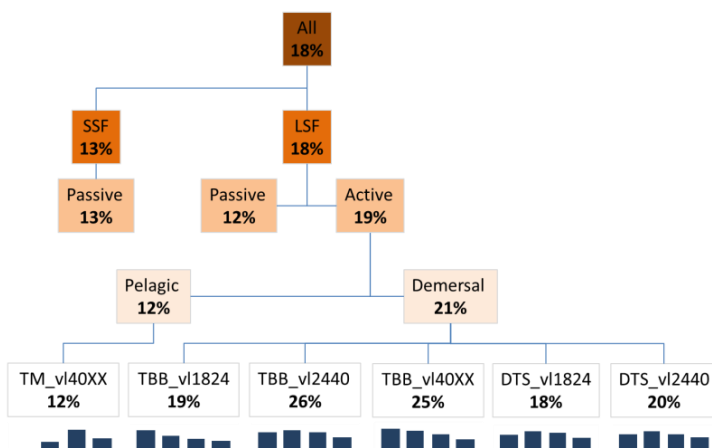 All
18%
SSF
13%
LSF
18%
Passive
13%
Passive
12%
Active
19%
Pelagic
12%
Demersal
21%
TM_vl40XX
12%
TBB_vl1824
19%
TBB_vl2440
26%
TBB_vl40XX
25%
DTS_vl1824
18%
DTS_vl2440
20%